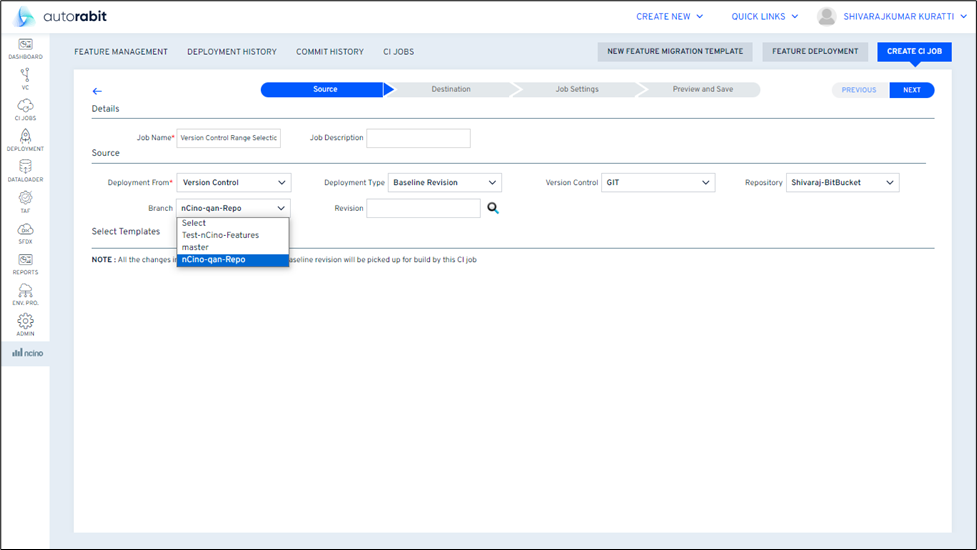 autorabit
CREATE NEW
QUICK LINKS
SHIVARAJKUMAR KURATTI
DASHBOARD
VC
CI JOBS
DEPLOYMENT
DATALOADER
TAF
SFDX
REPORTS
ENV. PRO.
ADMIN
ncino
FEATURE MANAGEMENT DEPLOYMENT HISTORY COMMIT HISTORY CI JOBS
NEW FEATURE MIGRATION TEMPLATE FEATURE DEPLOYMENT CREATE CI JOB
Source Destination Job Settings Preview and Save
PREVIOUS NEXT
Details
Job Name* Version Control Range Selectic Job Description
Source
Deployment From* Version Control Deployment Type Baseline Revision Version Control GIT Repository Shivaraj-BitBucket
Branch nCino-qan-Repo Revision
Select
Test-nCino-Features
master
nCino-qan-Repo
Select Templates
NOTE : All the changes in aseline revision will be picked up for build by this CI job